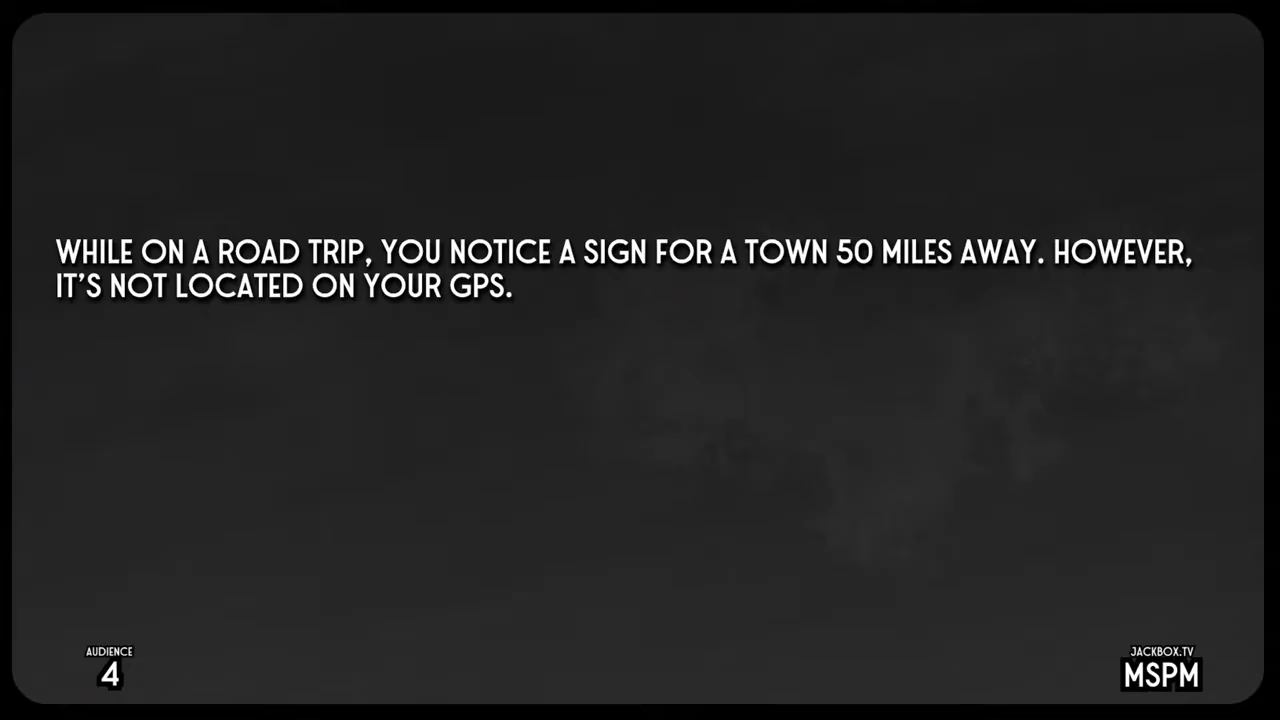 WHILE ON A ROAD TRIP, YOU NOTICE A SIGN FOR A TOWN 50 MILES AWAY. HOWEVER,
IT'S NOT LOCATED ON YOUR GPS.
AUDIENCE
4
JACKBOX.TV
MSPM